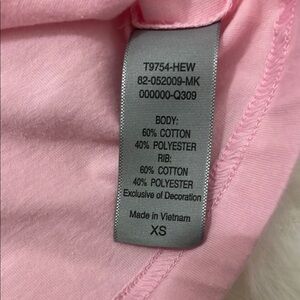 T9754-HEW
82-052009-MK
000000-Q309
BODY:
60% COTTON
40% POLYESTER
RIB:
60% COTTON
40% POLYESTER
Exclusive of Decoration
Made in Vietnam
XS